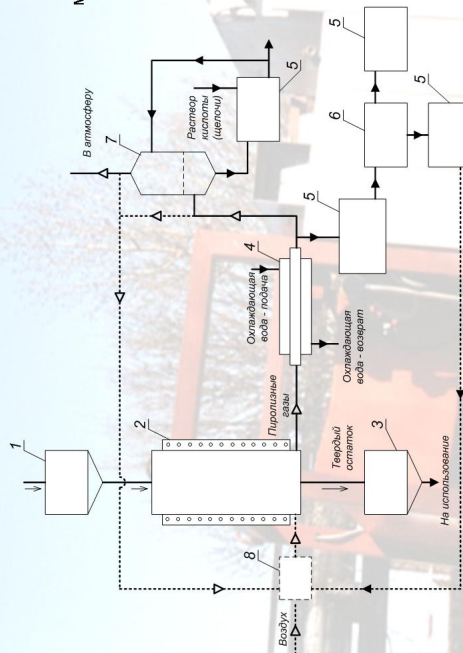 М
В атмосферу
7
Раствор
кислоты
(щелочи)
5
5
6
5
5
4
Охлаждающая
вода - подача
Охлаждающая
вода - возврат
Пиролизные
газы
2
1
Твердый
остаток
3
На использование
8
Воздух